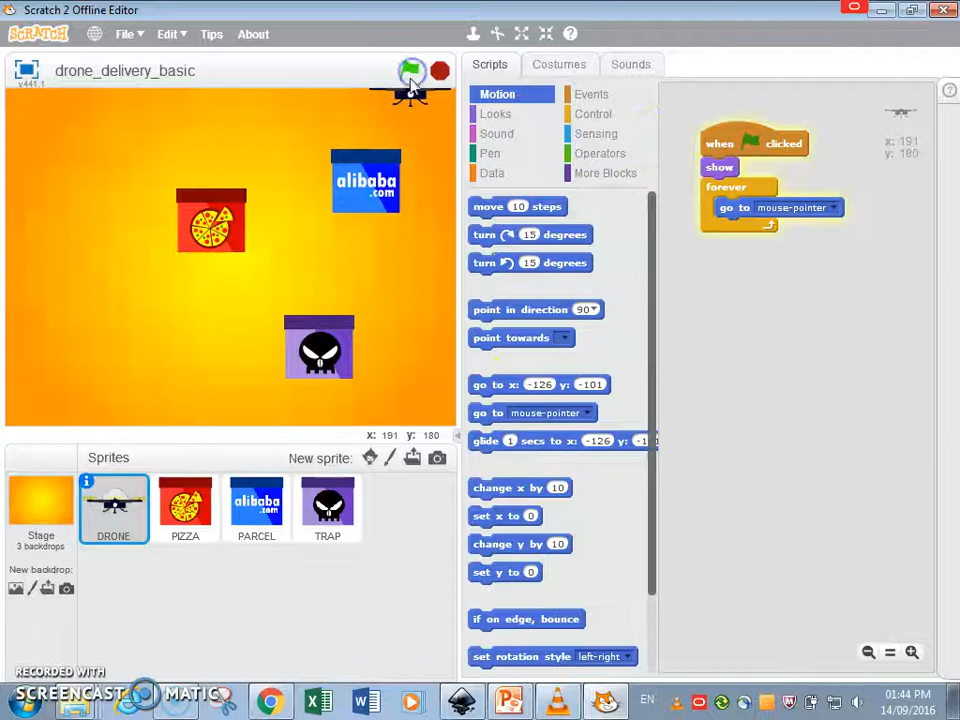 Scratch 2 Offline Editor
SCRATCH File Edit Tips About
drone_delivery_basic
v441.1
alibaba
.com
x: 191 y: 180
Sprites New sprite:
Stage
3 backdrops
New backdrop:
DRONE
PIZZA
alibaba
.com
PARCEL
TRAP
Scripts Costumes Sounds
Motion Events
Looks Control
Sound Sensing
Pen Operators
Data More Blocks
move 10 steps
turn 15 degrees
turn 15 degrees
point in direction 90
point towards
go to x: -126 y: -101
go to mouse-pointer
glide 1 secs to x: -126 y:
change x by 10
set x to 0
change y by 10
set y to 0
if on edge, bounce
set rotation style left-right
when clicked
show
forever
go to mouse-pointer
x: 191
y: 180
RECORDED WITH
SCREENCAST MATIC
EN
01:44 PM
14/09/2016